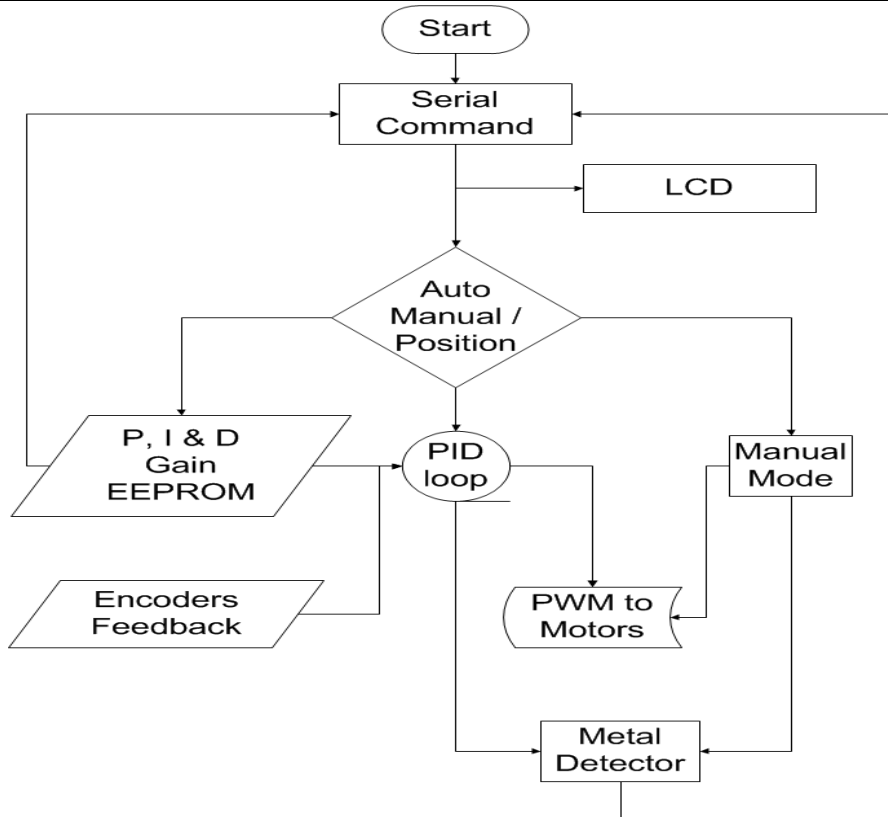 Start
Serial
Command
LCD
Auto
Manual /
Position
P, I & D
Gain
EEPROM
PID
loop
Manual
Mode
Encoders
Feedback
PWM to
Motors
Metal
Detector